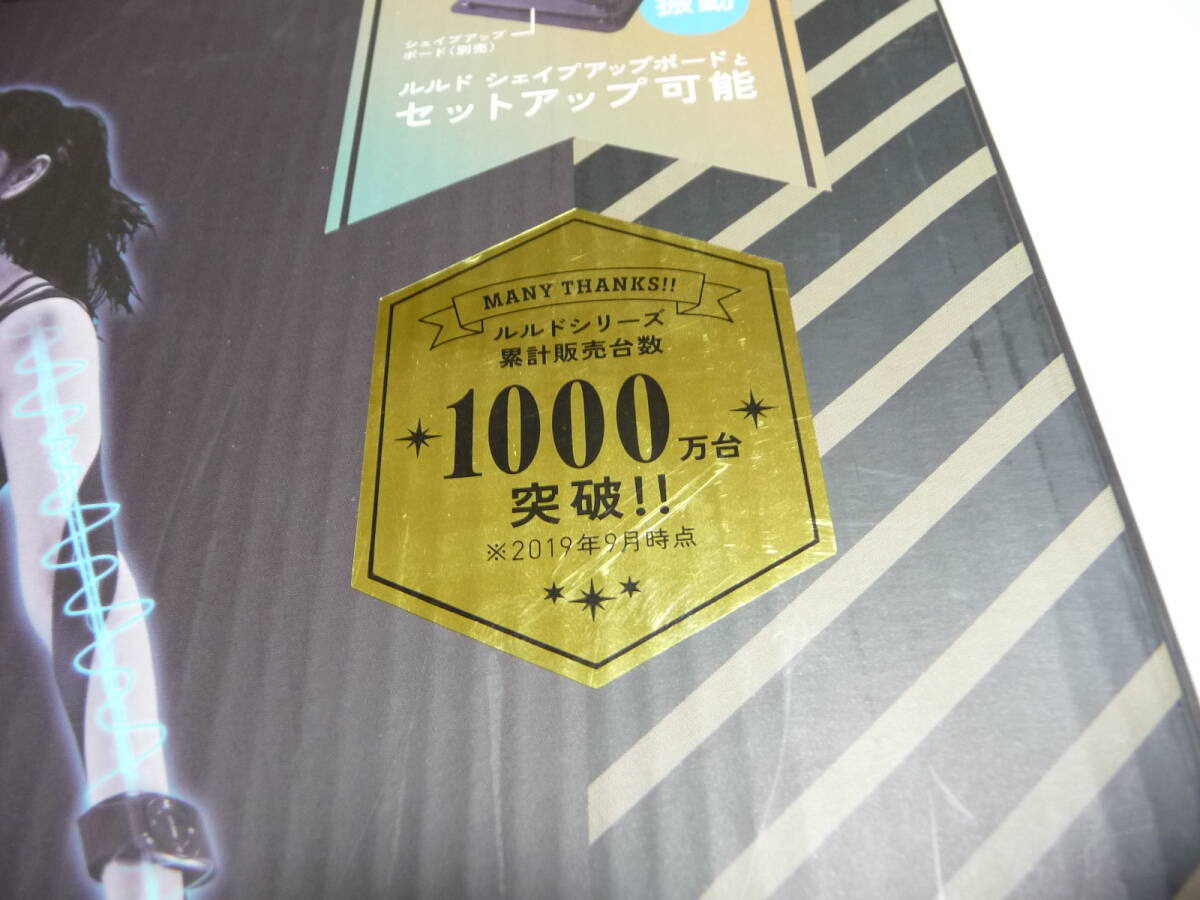 振動
シェイプアップ
ボード(別売)
ルルド シェイプアップボードと
セットアップ可能
MANY THANKS!!
ルルドシリーズ
累計販売台数
1000万台
突破!!
※2019年9月時点